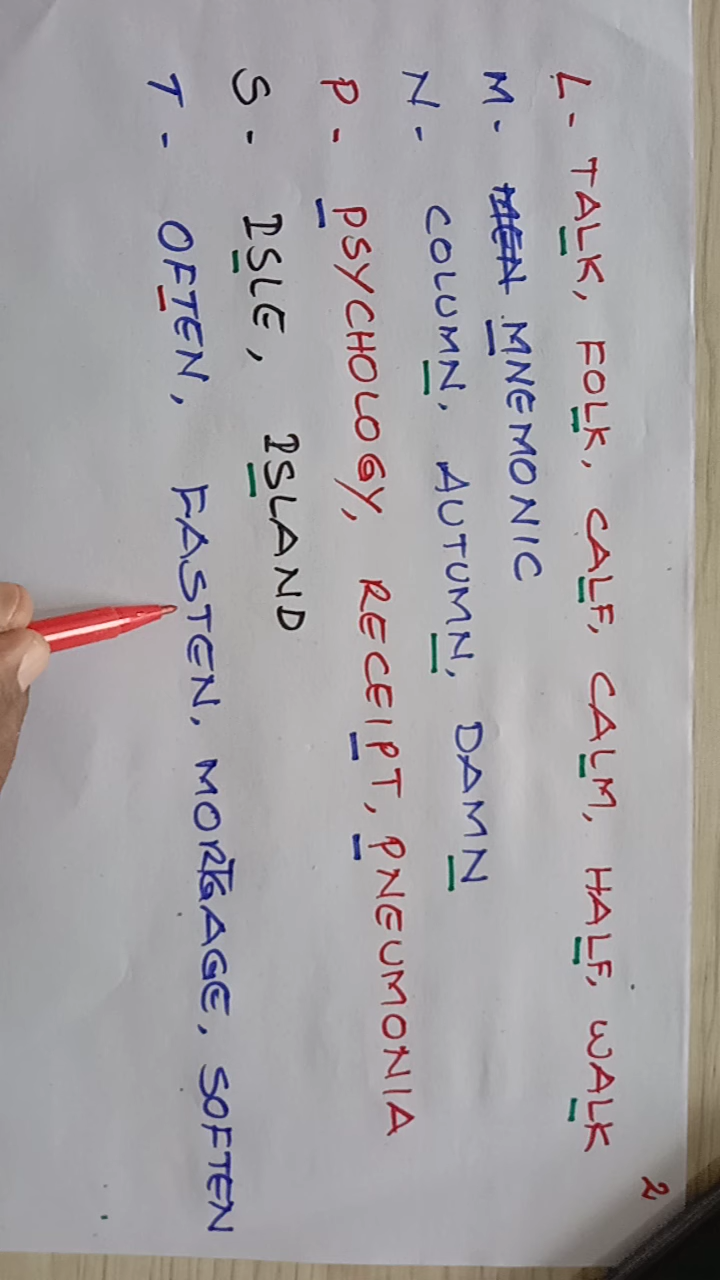 2
L- TALK, FOLK, CALF, CALM, HALF, WALK
M- MNEMONIC
N- COLUMN, AUTUMN, DAMN
P- PSYCHOLOGY, RECEIPT, PNEUMONIA
S- ISLE, ISLAND
T- OFTEN, FASTEN, MORTGAGE, SOFTEN